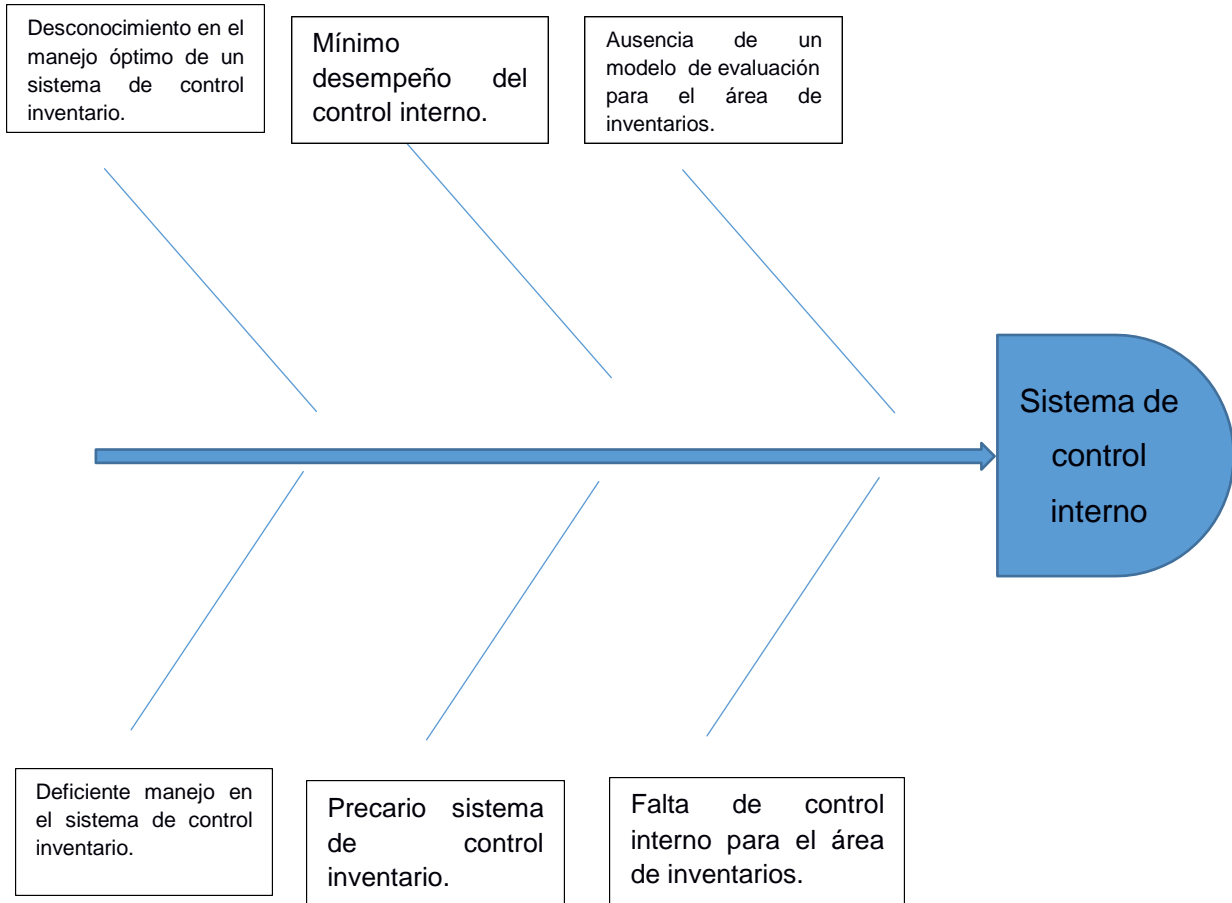 Desconocimiento en el
manejo óptimo de un
sistema de control
inventario.
Mínimo
desempeño del
control interno.
Ausencia de un
modelo de evaluación
para el área de
inventarios.
Sistema de
control
interno
Deficiente manejo en
el sistema de control
inventario.
Precario sistema
de control
inventario.
Falta de control
interno para el área
de inventarios.